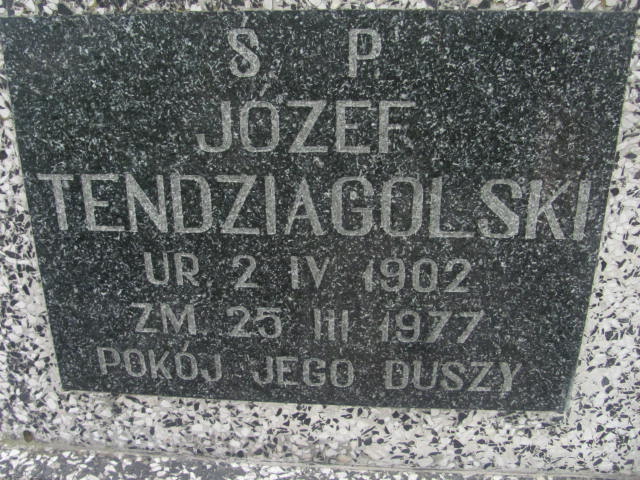 Ś P
JÓZEF
TENDZIAGOLSKI
UR. 2 IV 1902
ZM. 25 III 1977
POKÓJ JEGO DUSZY